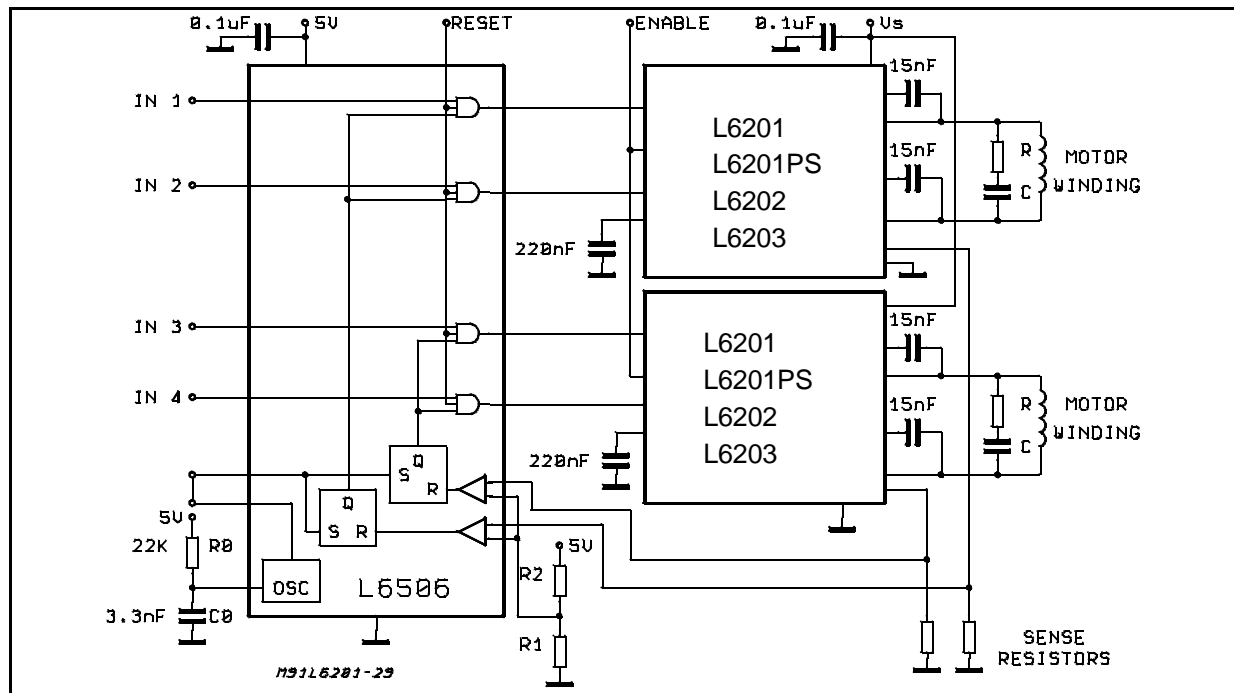 0.1uF 5V RESET ENABLE 0.1uF Vs
15nF
IN 1
L6201
L6201PS
L6202
L6203
R MOTOR
15nF
C WINDING
IN 2
220nF
IN 3
15nF
L6201
L6201PS
L6202
L6203
R MOTOR
15nF
C WINDING
IN 4
220nF
S Q R
S Q R
5V
22K R0
OSC
L6506
3.3nF C0
5V
R2
R1
SENSE
RESISTORS
M91L6201-29